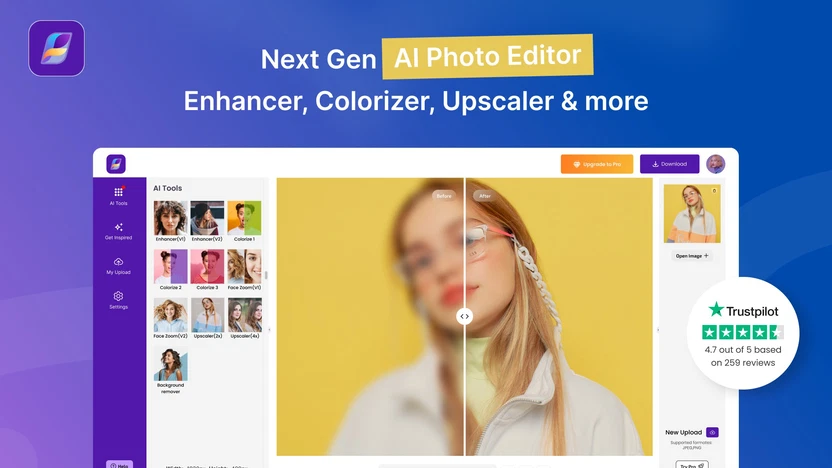 Next Gen AI Photo Editor
Enhancer, Colorizer, Upscaler & more
Upgrade to Pro
Download
AI Tools
Get Inspired
My Upload
Settings
Help
AI Tools
Enhancer(V1)
Enhancer(V2)
Colorize 1
Colorize 2
Colorize 3
Face Zoom(V1)
Face Zoom(V2)
Upscaler(2x)
Upscaler(4x)
Background
remover
Before
After
Open Image +
Trustpilot
4.7 out of 5 based
on 259 reviews
New Upload
Supported formates
JPEG,PNG
Try Pro